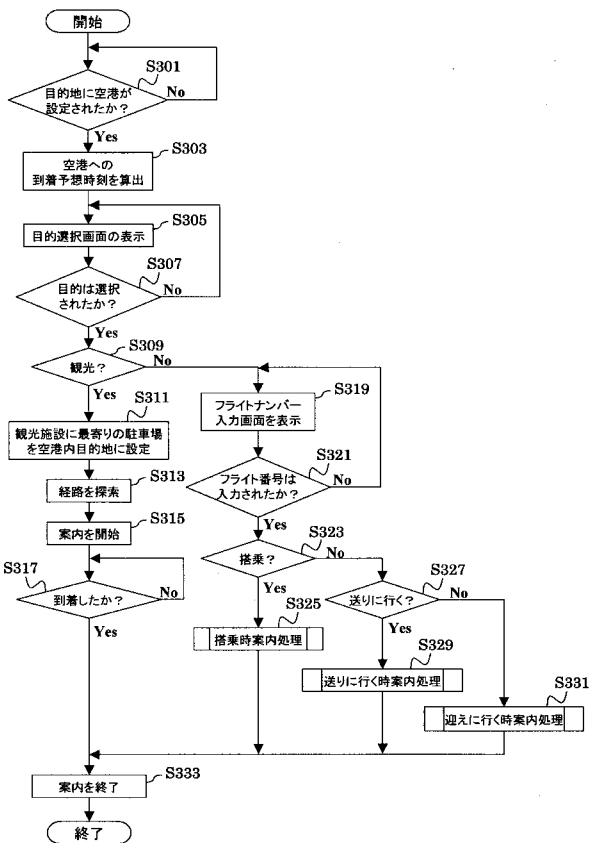 開始
S301
目的地に空港が
設定されたか？
No
Yes
S303
空港への
到着予想時刻を算出
S305
目的選択画面の表示
S307
目的は選択
されたか？
No
Yes
S309
観光？
No
Yes
S311
観光施設に最寄りの駐車場
を空港内目的地に設定
S313
経路を探索
S315
案内を開始
S317
到着したか？
No
Yes
S319
フライトナンバー
入力画面を表示
S321
フライト番号は
入力されたか？
No
Yes
S323
搭乗？
No
Yes
S325
搭乗時案内処理
S327
送りに行く？
No
Yes
S329
送りに行く時案内処理
S331
迎えに行く時案内処理
S333
案内を終了
終了